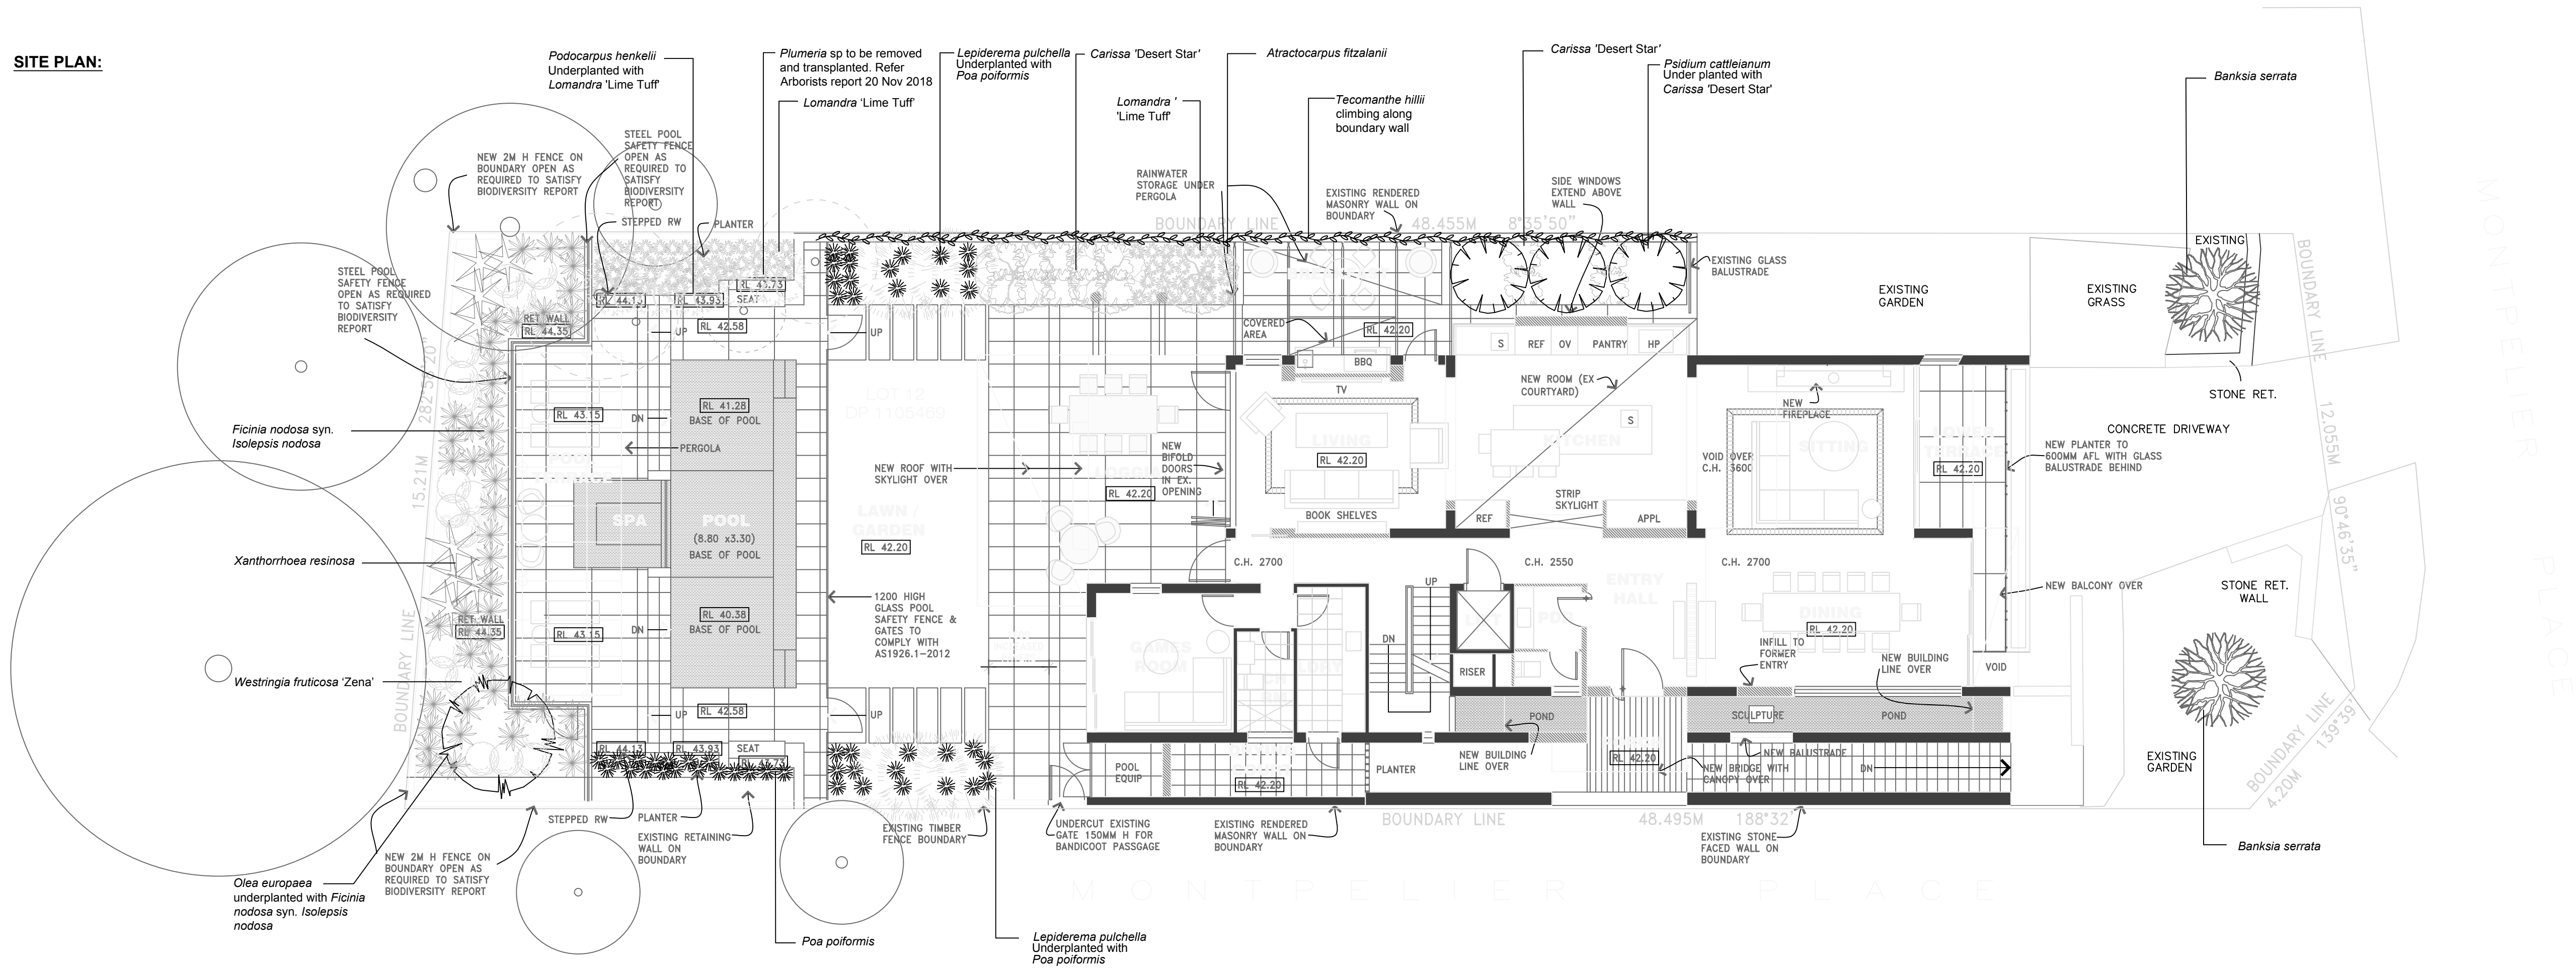 SITE PLAN:
Podocarpus henkelii
Underplanted with
Lomandra 'Lime Tuff'
Plumeria sp to be removed
and transplanted. Refer
Arborists report 20 Nov 2018
Lomandra 'Lime Tuff'
Lepiderema pulchella
Underplanted with
Poa poiformis
Carissa 'Desert Star'
Lomandra '
'Lime Tuff'
Atractocarpus fitzalanii
Tecomanthe hillii
climbing along
boundary wall
Carissa 'Desert Star'
Psidium cattleianum
Under planted with
Carissa 'Desert Star'
Banksia serrata
NEW 2M H FENCE ON
BOUNDARY OPEN AS
REQUIRED TO SATISFY
BIODIVERSITY REPORT
STEEL POOL
SAFETY FENCE
OPEN AS
REQUIRED TO
SATISFY
BIODIVERSITY
REPORT
STEPPED RW
PLANTER
RAINWATER
STORAGE UNDER
PERGOLA
EXISTING RENDERED
MASONRY WALL ON
BOUNDARY
SIDE WINDOWS
EXTEND ABOVE
WALL
BOUNDARY LINE
48.455M
8°35'50"
EXISTING GLASS
BALUSTRADE
EXISTING
EXISTING
GARDEN
EXISTING
GRASS
STONE RET.
CONCRETE DRIVEWAY
BOUNDARY LINE
12.055M
90°46'35"
MONTPELIER PLACE
STEEL POOL
SAFETY FENCE
OPEN AS REQUIRED
TO SATISFY
BIODIVERSITY
REPORT
RET WALL
RL 44.35
RL 44.13
RL 43.93
RL 43.73
SEAT
UP
RL 42.58
UP
COVERED
AREA
RL 42.20
BBQ
TV
S
REF
OV
PANTRY
HP
NEW ROOM (EX
COURTYARD)
NEW
FIREPLACE
RL 43.15
DN
RL 41.28
BASE OF POOL
PERGOLA
LOT 12
DP 1105469
Ficinia nodosa syn.
Isolepsis nodosa
NEW ROOF WITH
SKYLIGHT OVER
LOGGIA
RL 42.20
NEW
BIFOLD
DOORS
IN EX.
OPENING
LIVING
RL 42.20
BOOK SHELVES
KITCHEN
S
STRIP
SKYLIGHT
REF
APPL
VOID OVER
C.H. 3600
SITTING
LOWER
TERRACE
RL 42.20
NEW PLANTER TO
600MM AFL WITH GLASS
BALUSTRADE BEHIND
POOL
TERRACE
SPA
POOL
(8.80 x3.30)
BASE OF POOL
LAWN /
GARDEN
RL 42.20
C.H. 2700
C.H. 2550
C.H. 2700
Xanthorrhoea resinosa
15.21M
BOUNDARY LINE
RET WALL
RL 44.35
RL 43.15
DN
RL 40.38
BASE OF POOL
1200 HIGH
GLASS POOL
SAFETY FENCE &
GATES TO
COMPLY WITH
AS1926.1-2012
GAMES
ROOM
LDRY
UP
DN
LIFT
RISER
PDR
ENTRY
HALL
DINING
RL 42.20
INFILL TO
FORMER
ENTRY
NEW BUILDING
LINE OVER
VOID
NEW BALCONY OVER
STONE RET.
WALL
Westringia fruticosa 'Zena'
UP
RL 42.58
UP
RL 44.13
RL 43.93
SEAT
RL 43.73
POND
SCULPTURE
POND
POOL
EQUIP
RL 42.20
PLANTER
NEW BUILDING
LINE OVER
RL 42.20
NEW BALUSTRADE
NEW BRIDGE WITH
CANOPY OVER
DN
EXISTING
GARDEN
BOUNDARY LINE
4.20M
139°39'
STEPPED RW
PLANTER
EXISTING RETAINING
WALL ON
BOUNDARY
EXISTING TIMBER
FENCE BOUNDARY
UNDERCUT EXISTING
GATE 150MM H FOR
BANDICOOT PASSGAGE
EXISTING RENDERED
MASONRY WALL ON
BOUNDARY
BOUNDARY LINE
48.495M
188°32'
EXISTING STONE
FACED WALL ON
BOUNDARY
Banksia serrata
NEW 2M H FENCE ON
BOUNDARY OPEN AS
REQUIRED TO SATISFY
BIODIVERSITY REPORT
Olea europaea
underplanted with Ficinia
nodosa syn. Isolepsis
nodosa
Poa poiformis
Lepiderema pulchella
Underplanted with
Poa poiformis
MONTPELIER PLACE